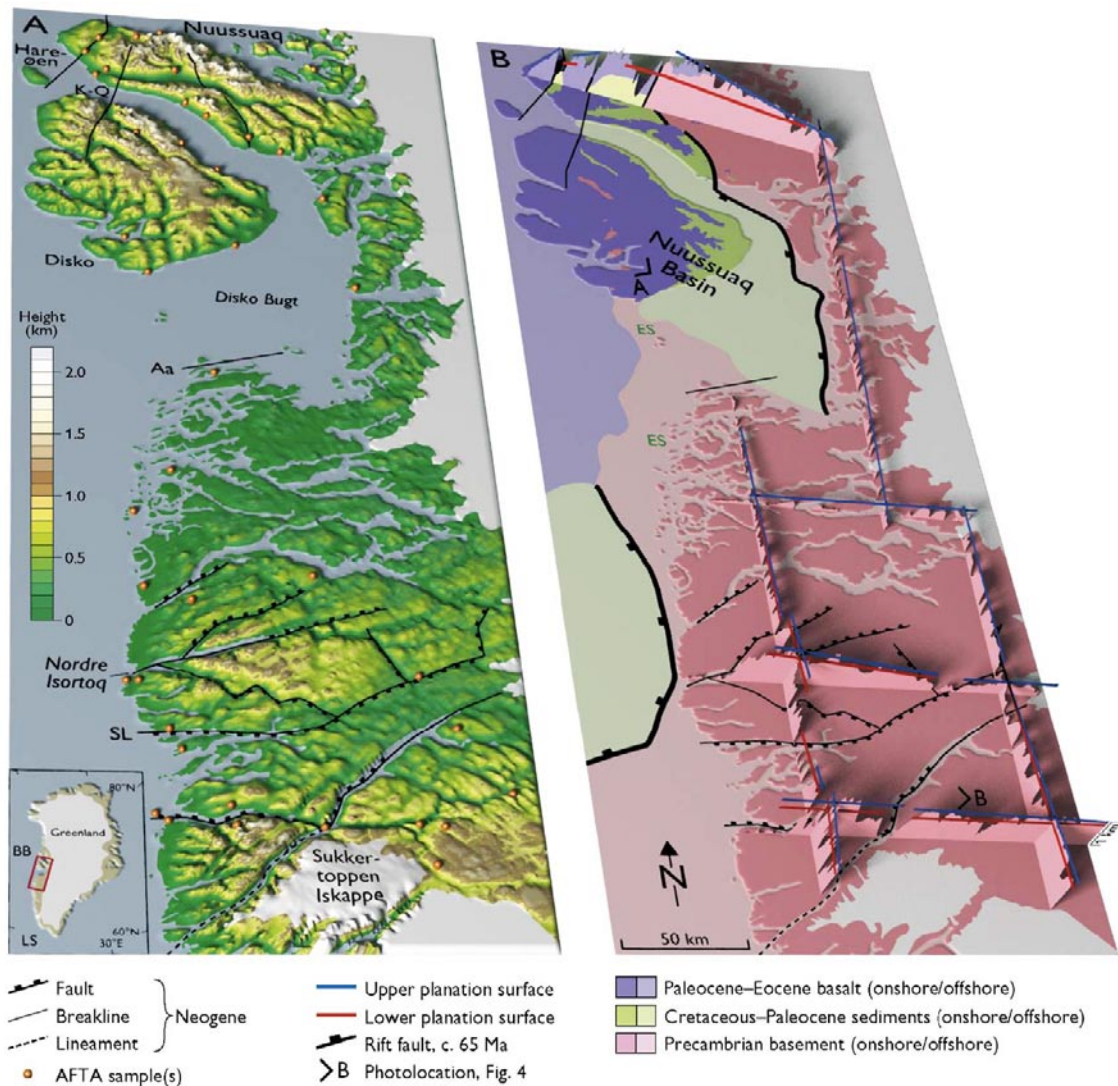 A
Nuussuaq
Hare-
øen
K-Q
Disko
Disko Bugt
Height
(km)
2.0
1.5
1.0
0.5
0
Aa
Nordre
Isortoq
SL
80°N
Greenland
BB
60°N
LS
30°E
Sukker-
toppen
Iskappe
B
Nuussuaq
Basin
A
ES
ES
B
N
50 km
Fault
Breakline
Lineament
Neogene
AFTA sample(s)
Upper planation surface
Lower planation surface
Rift fault, c. 65 Ma
B Photolocation, Fig. 4
Paleocene–Eocene basalt (onshore/offshore)
Cretaceous–Paleocene sediments (onshore/offshore)
Precambrian basement (onshore/offshore)